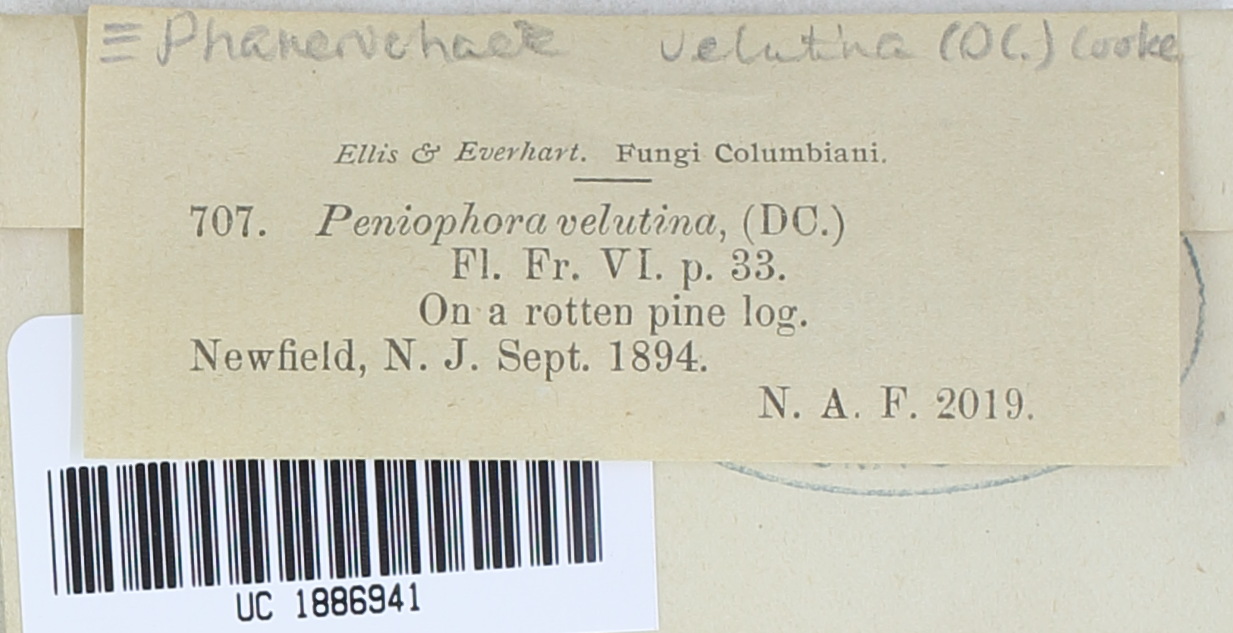 ≡ Phanerochaete velutina (DC.) Cooke
Ellis & Everhart. Fungi Columbiani.
707. Peniophora velutina, (DC.)
Fl. Fr. VI. p. 33.
On a rotten pine log.
Newfield, N. J. Sept. 1894.
N. A. F. 2019.
UC 1886941